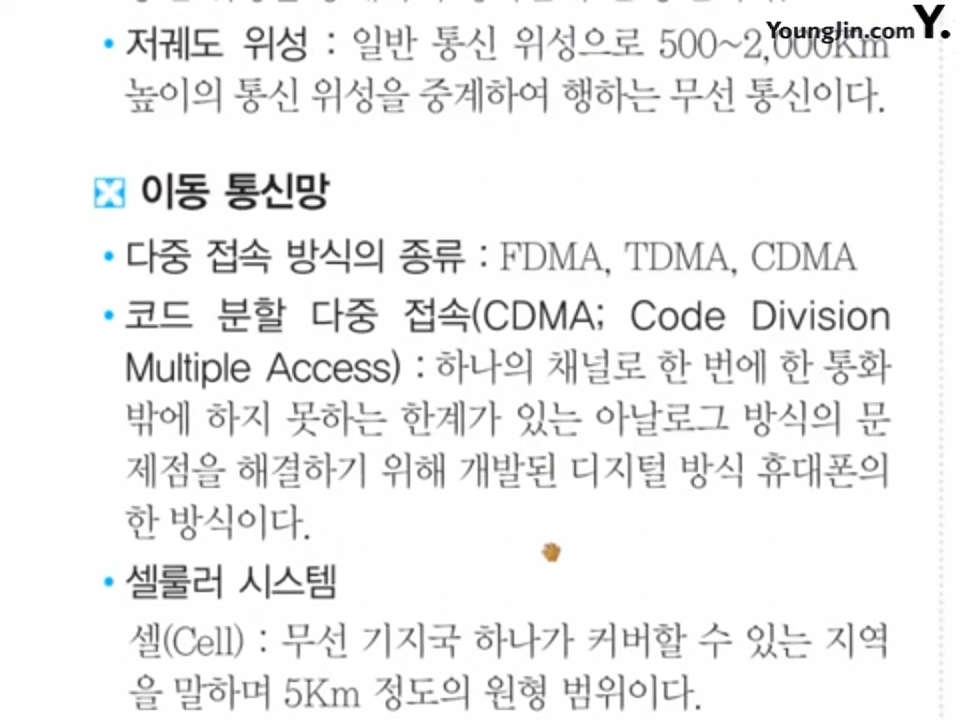 YoungJin.com Y.
• 저궤도 위성 : 일반 통신 위성으로 500~2,000Km
높이의 통신 위성을 중계하여 행하는 무선 통신이다.
이동 통신망
• 다중 접속 방식의 종류 : FDMA, TDMA, CDMA
• 코드 분할 다중 접속(CDMA; Code Division
Multiple Access) : 하나의 채널로 한 번에 한 통화
밖에 하지 못하는 한계가 있는 아날로그 방식의 문
제점을 해결하기 위해 개발된 디지털 방식 휴대폰의
한 방식이다.
• 셀룰러 시스템
셀(Cell) : 무선 기지국 하나가 커버할 수 있는 지역
을 말하며 5Km 정도의 원형 범위이다.